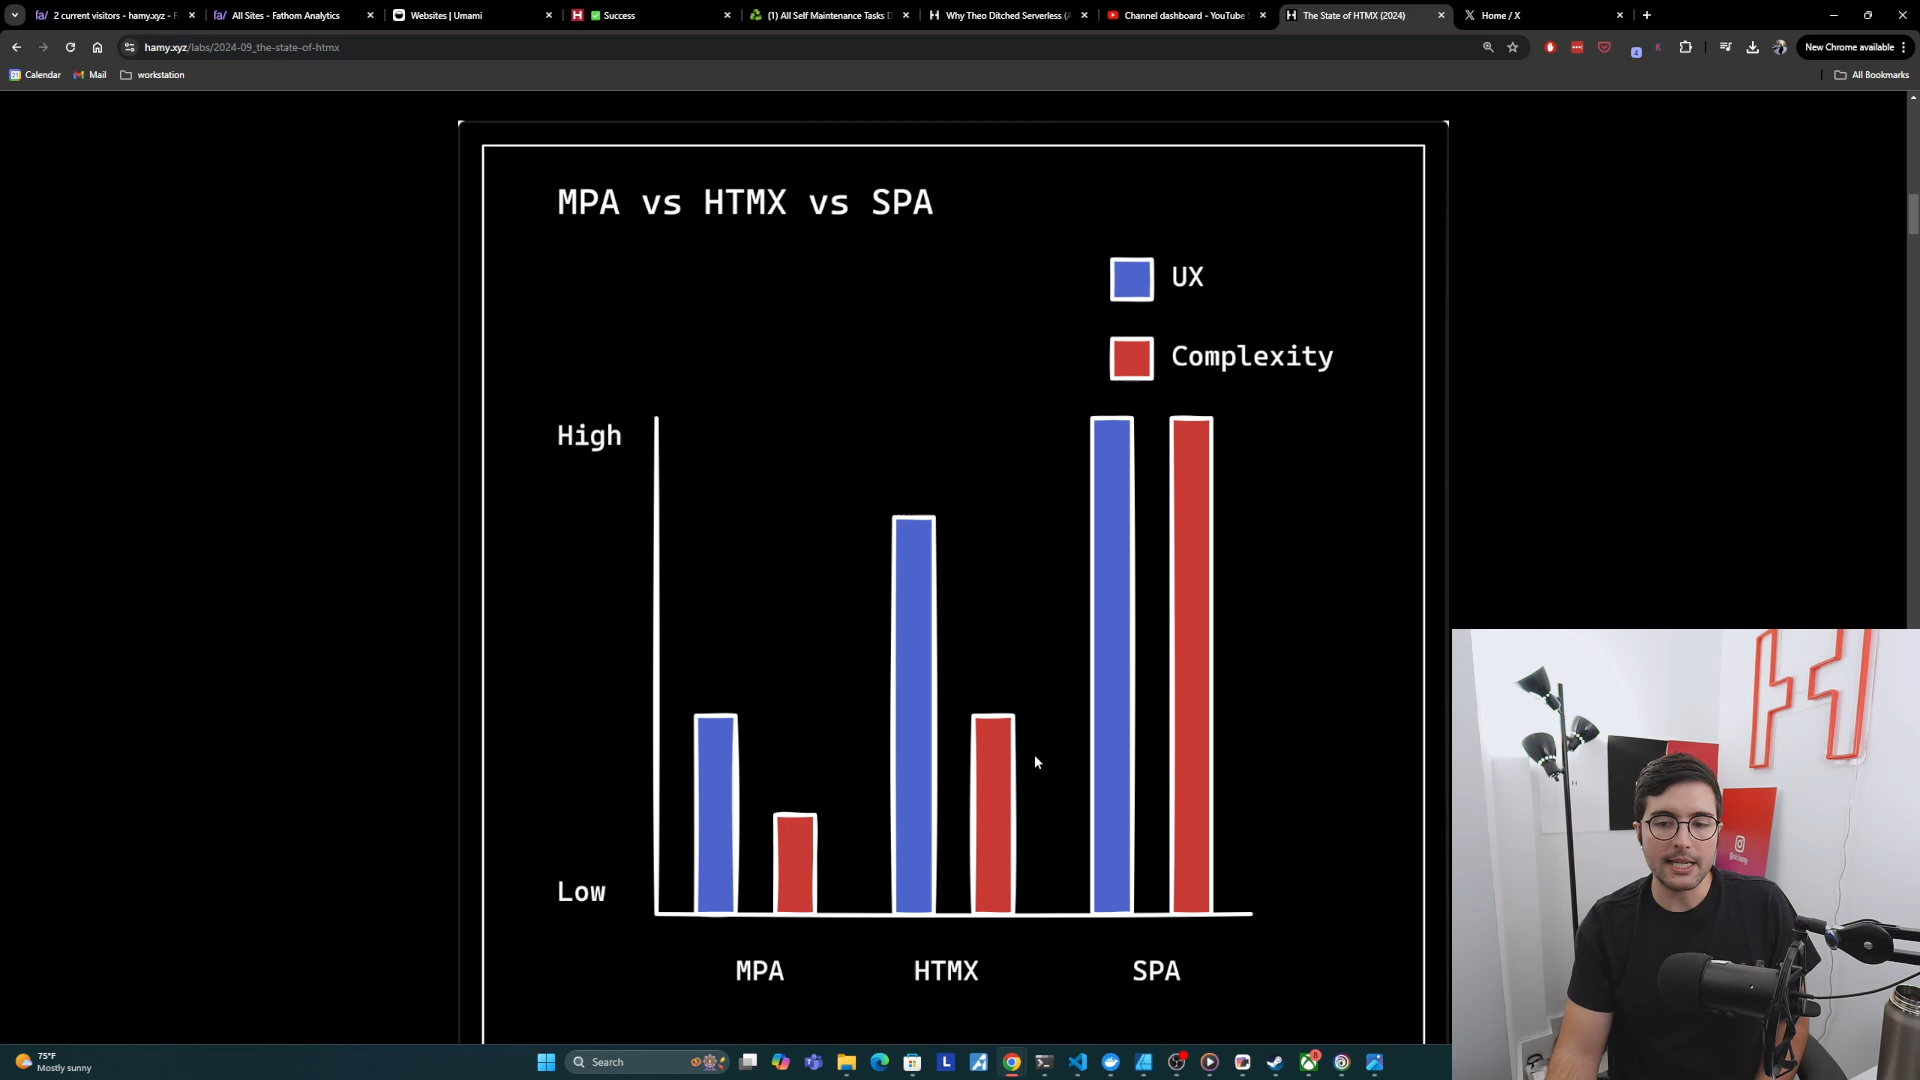 2 current visitors - hamy.xyz - F
All Sites - Fathom Analytics
Websites | Umami
Success
(1) All Self Maintenance Tasks D
Why Theo Ditched Serverless (A
Channel dashboard - YouTube
The State of HTMX (2024)
Home / X
hamy.xyz/labs/2024-09_the-state-of-htmx
New Chrome available
Calendar
Mail
workstation
All Bookmarks
MPA vs HTMX vs SPA
UX
Complexity
High
Low
MPA
HTMX
SPA
75°F
Mostly sunny
Search